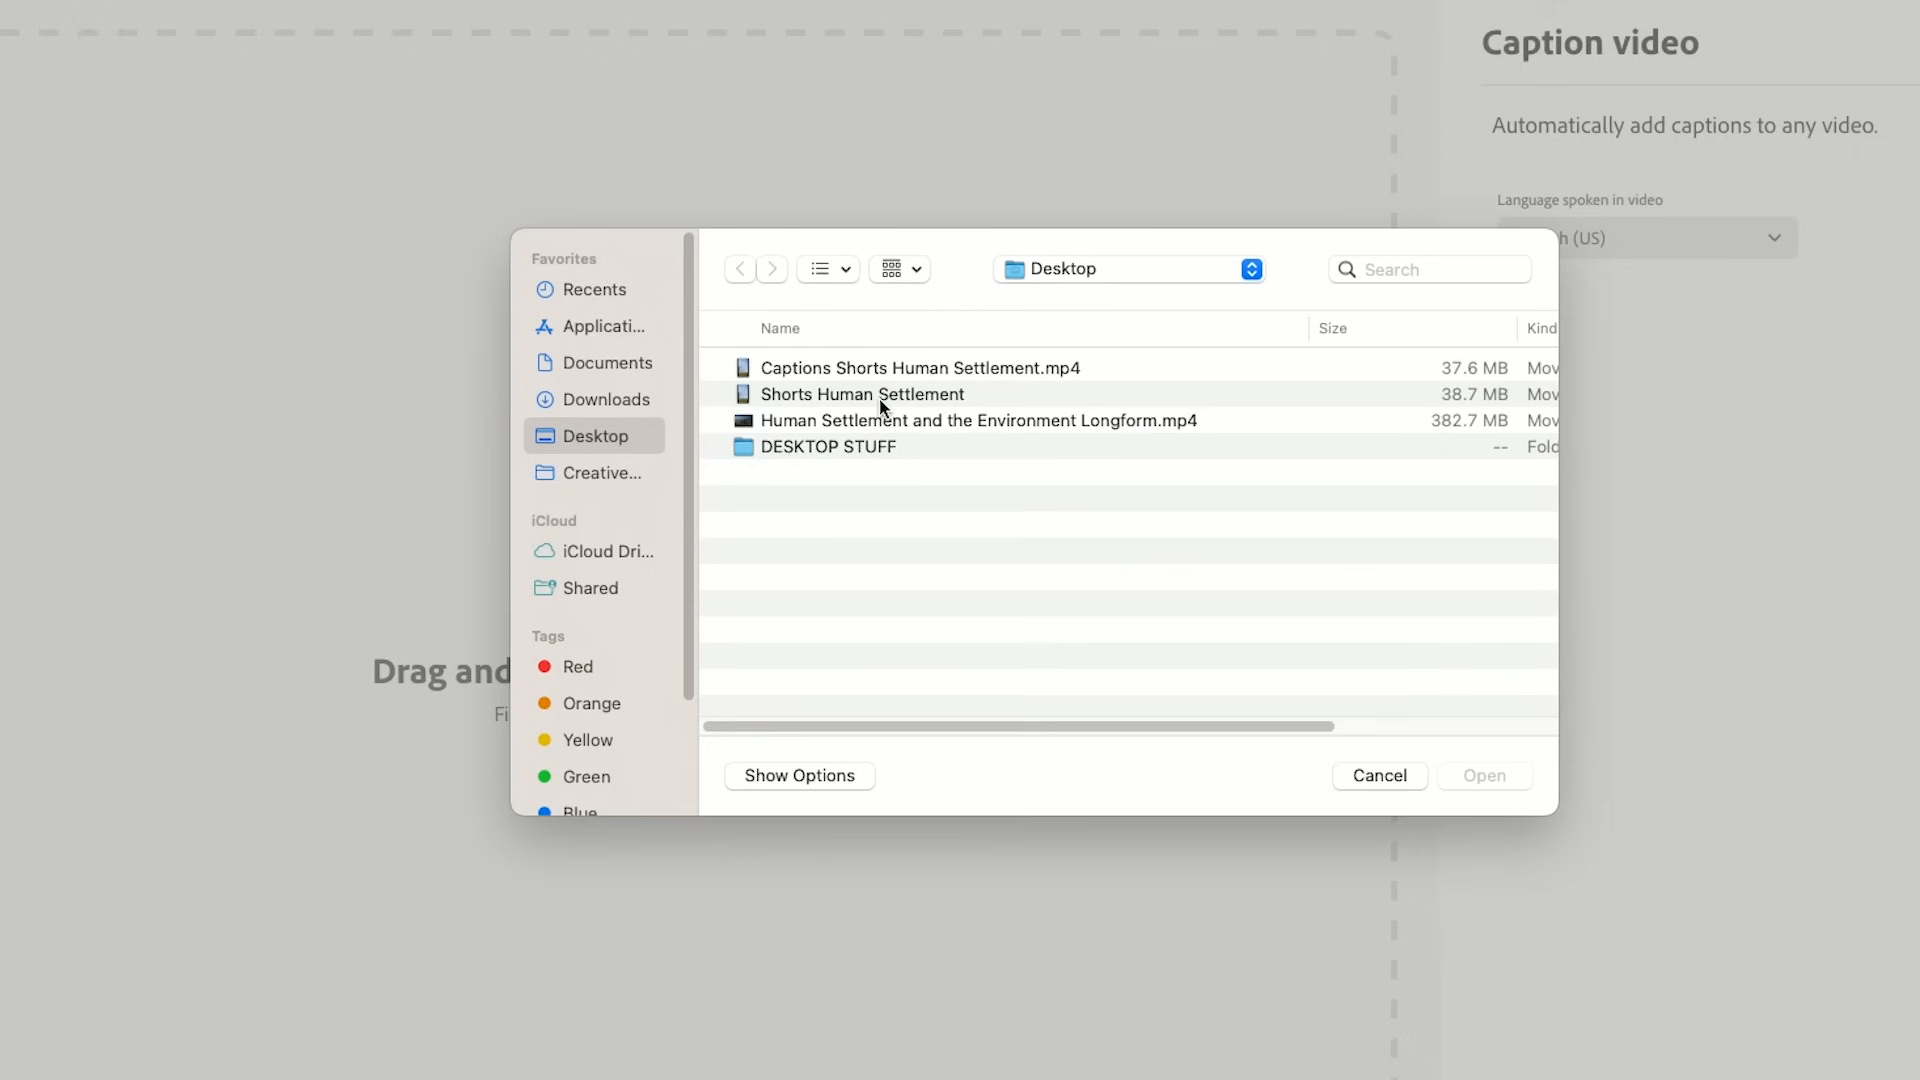 Caption video
Automatically add captions to any video.
Language spoken in video
h (US)
Drag and
Fi
Favorites
Recents
Applicati...
Documents
Downloads
Desktop
Creative...
iCloud
iCloud Dri...
Shared
Tags
Red
Orange
Yellow
Green
Blue
Desktop
Search
Name Size Kind
Captions Shorts Human Settlement.mp4 37.6 MB Mov
Shorts Human Settlement 38.7 MB Mov
Human Settlement and the Environment Longform.mp4 382.7 MB Mov
DESKTOP STUFF -- Fold
Show Options
Cancel
Open